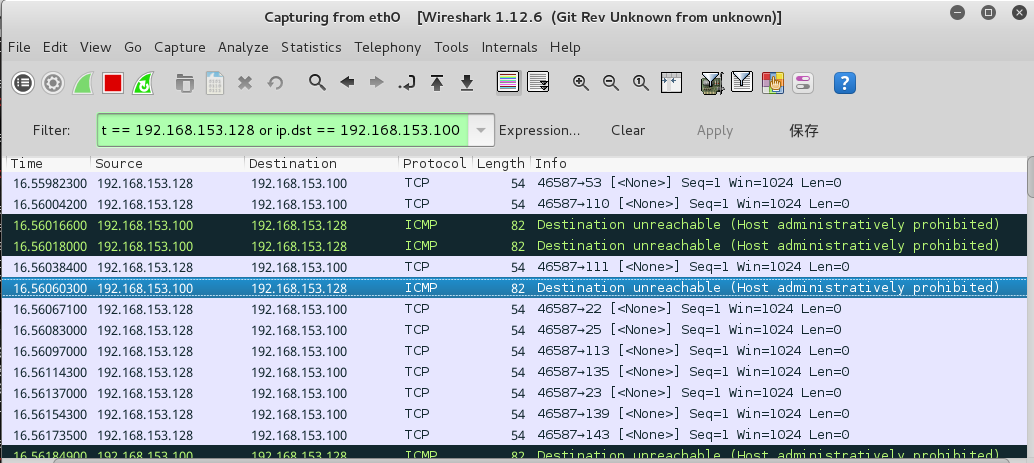 Capturing from eth0 [Wireshark 1.12.6 (Git Rev Unknown from unknown)]
File Edit View Go Capture Analyze Statistics Telephony Tools Internals Help
Filter: t == 192.168.153.128 or ip.dst == 192.168.153.100 Expression... Clear Apply 保存
Time Source Destination Protocol Length Info
16.55982300 192.168.153.128 192.168.153.100 TCP 54 46587→53 [<None>] Seq=1 Win=1024 Len=0
16.56004200 192.168.153.128 192.168.153.100 TCP 54 46587→110 [<None>] Seq=1 Win=1024 Len=0
16.56016600 192.168.153.100 192.168.153.128 ICMP 82 Destination unreachable (Host administratively prohibited)
16.56018000 192.168.153.100 192.168.153.128 ICMP 82 Destination unreachable (Host administratively prohibited)
16.56038400 192.168.153.128 192.168.153.100 TCP 54 46587→111 [<None>] Seq=1 Win=1024 Len=0
16.56060300 192.168.153.100 192.168.153.128 ICMP 82 Destination unreachable (Host administratively prohibited)
16.56067100 192.168.153.128 192.168.153.100 TCP 54 46587→22 [<None>] Seq=1 Win=1024 Len=0
16.56083000 192.168.153.128 192.168.153.100 TCP 54 46587→25 [<None>] Seq=1 Win=1024 Len=0
16.56097000 192.168.153.128 192.168.153.100 TCP 54 46587→113 [<None>] Seq=1 Win=1024 Len=0
16.56114300 192.168.153.128 192.168.153.100 TCP 54 46587→135 [<None>] Seq=1 Win=1024 Len=0
16.56137000 192.168.153.128 192.168.153.100 TCP 54 46587→23 [<None>] Seq=1 Win=1024 Len=0
16.56154300 192.168.153.128 192.168.153.100 TCP 54 46587→139 [<None>] Seq=1 Win=1024 Len=0
16.56173500 192.168.153.128 192.168.153.100 TCP 54 46587→143 [<None>] Seq=1 Win=1024 Len=0
16.56184900 192.168.153.100 192.168.153.128 ICMP 82 Destination unreachable (Host administratively prohibited)